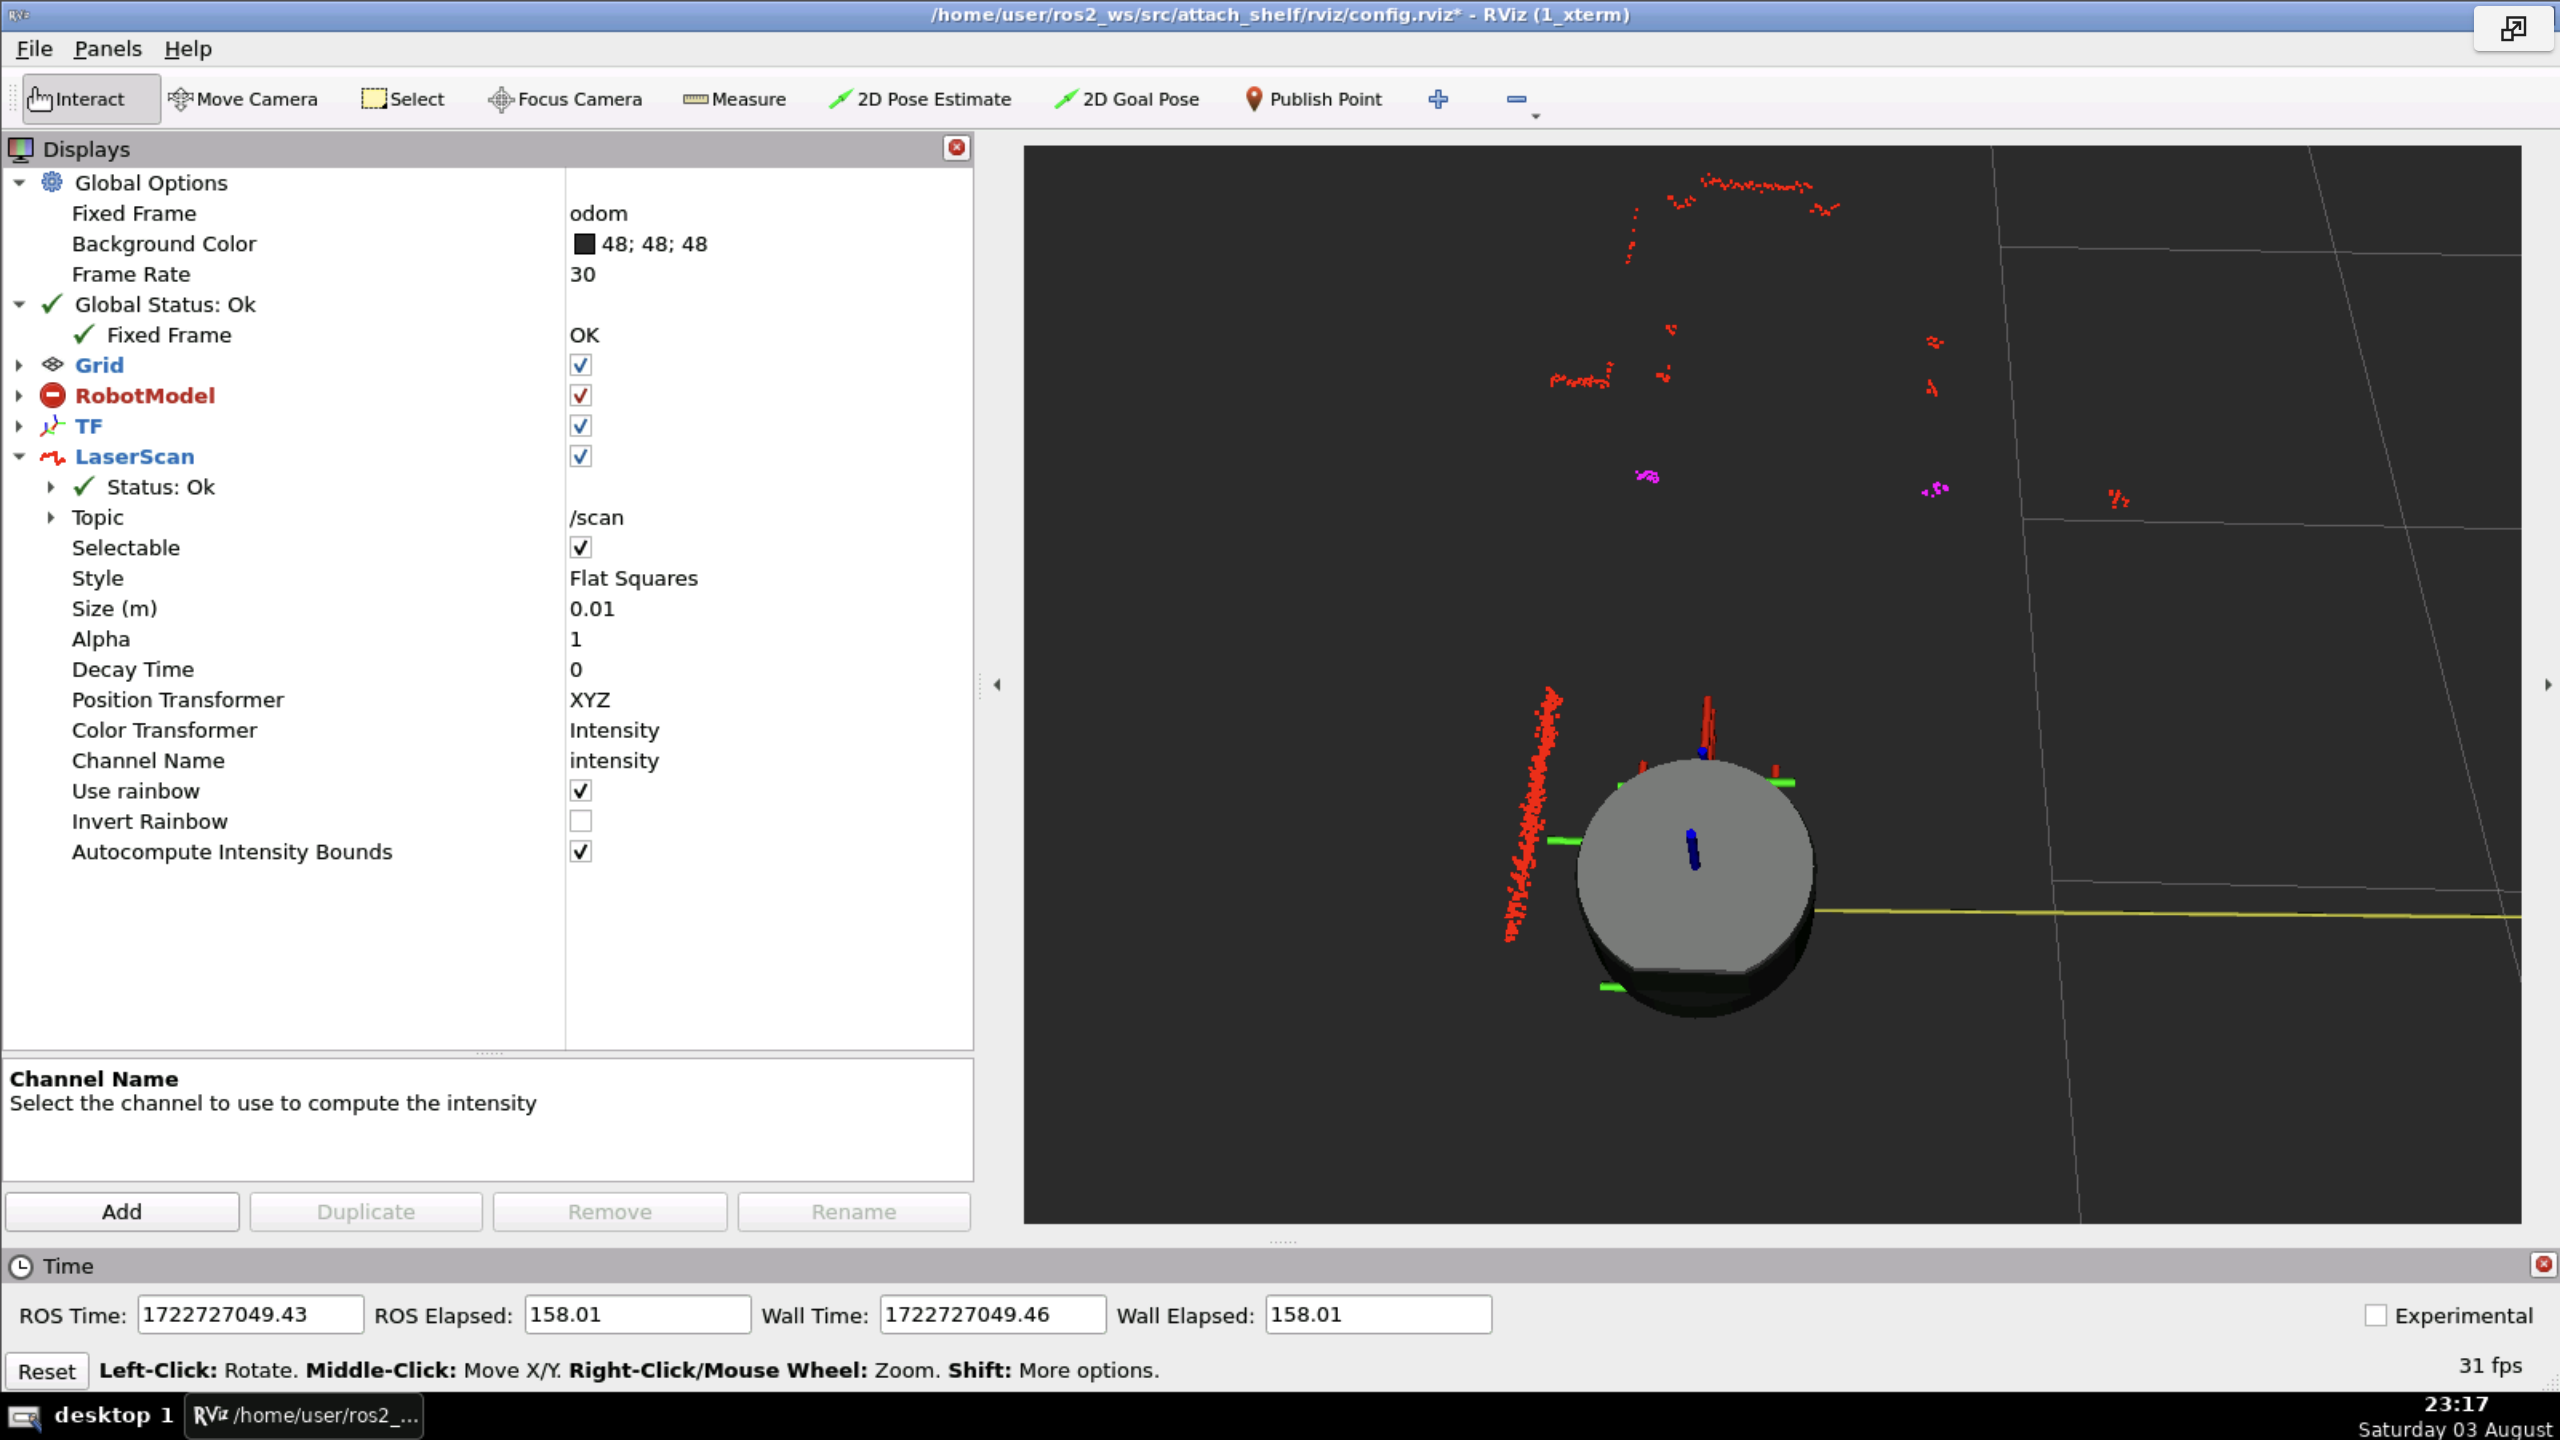 RViz
/home/user/ros2_ws/src/attach_shelf/rviz/config.rviz* - RViz (1_xterm)
File Panels Help
Interact Move Camera Select Focus Camera Measure 2D Pose Estimate 2D Goal Pose Publish Point
Displays
Global Options
Fixed Frame odom
Background Color 48; 48; 48
Frame Rate 30
Global Status: Ok
Fixed Frame OK
Grid
RobotModel
TF
LaserScan
Status: Ok
Topic /scan
Selectable
Style Flat Squares
Size (m) 0.01
Alpha 1
Decay Time 0
Position Transformer XYZ
Color Transformer Intensity
Channel Name intensity
Use rainbow
Invert Rainbow
Autocompute Intensity Bounds
Channel Name
Select the channel to use to compute the intensity
Add Duplicate Remove Rename
Time
ROS Time: 1722727049.43 ROS Elapsed: 158.01 Wall Time: 1722727049.46 Wall Elapsed: 158.01 Experimental
Reset Left-Click: Rotate. Middle-Click: Move X/Y. Right-Click/Mouse Wheel: Zoom. Shift: More options. 31 fps
desktop 1 RViz /home/user/ros2_... 23:17
Saturday 03 August